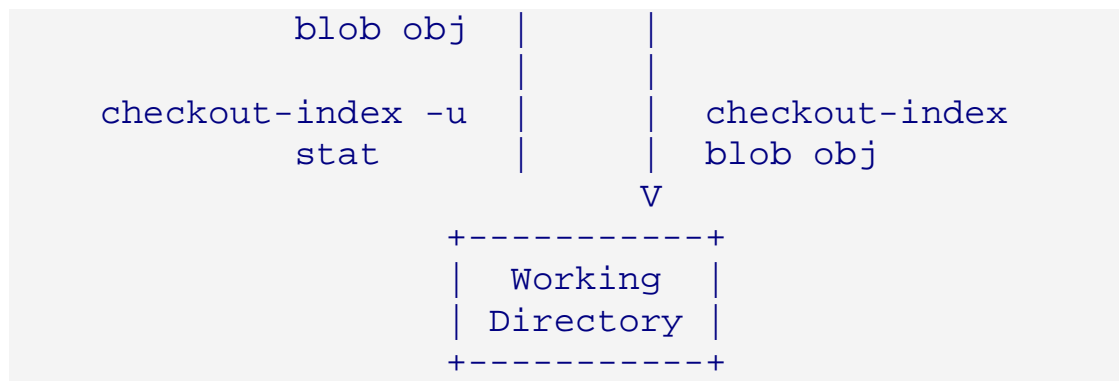 blob obj | |
| |
checkout-index -u | | checkout-index
stat | | blob obj
V
+-----------+
| Working |
| Directory |
+-----------+